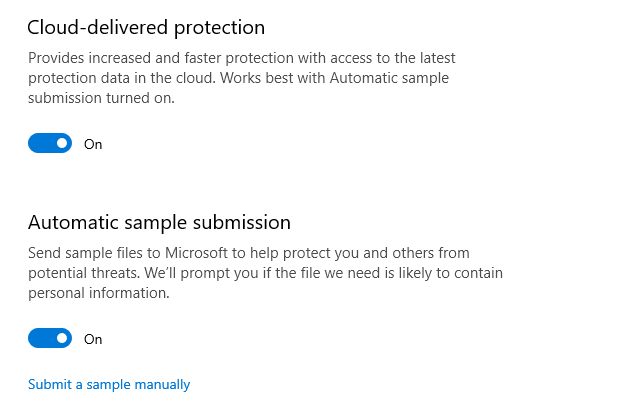 Cloud-delivered protection
Provides increased and faster protection with access to the latest
protection data in the cloud. Works best with Automatic sample
submission turned on.
On
Automatic sample submission
Send sample files to Microsoft to help protect you and others from
potential threats. We’ll prompt you if the file we need is likely to contain
personal information.
On
Submit a sample manually